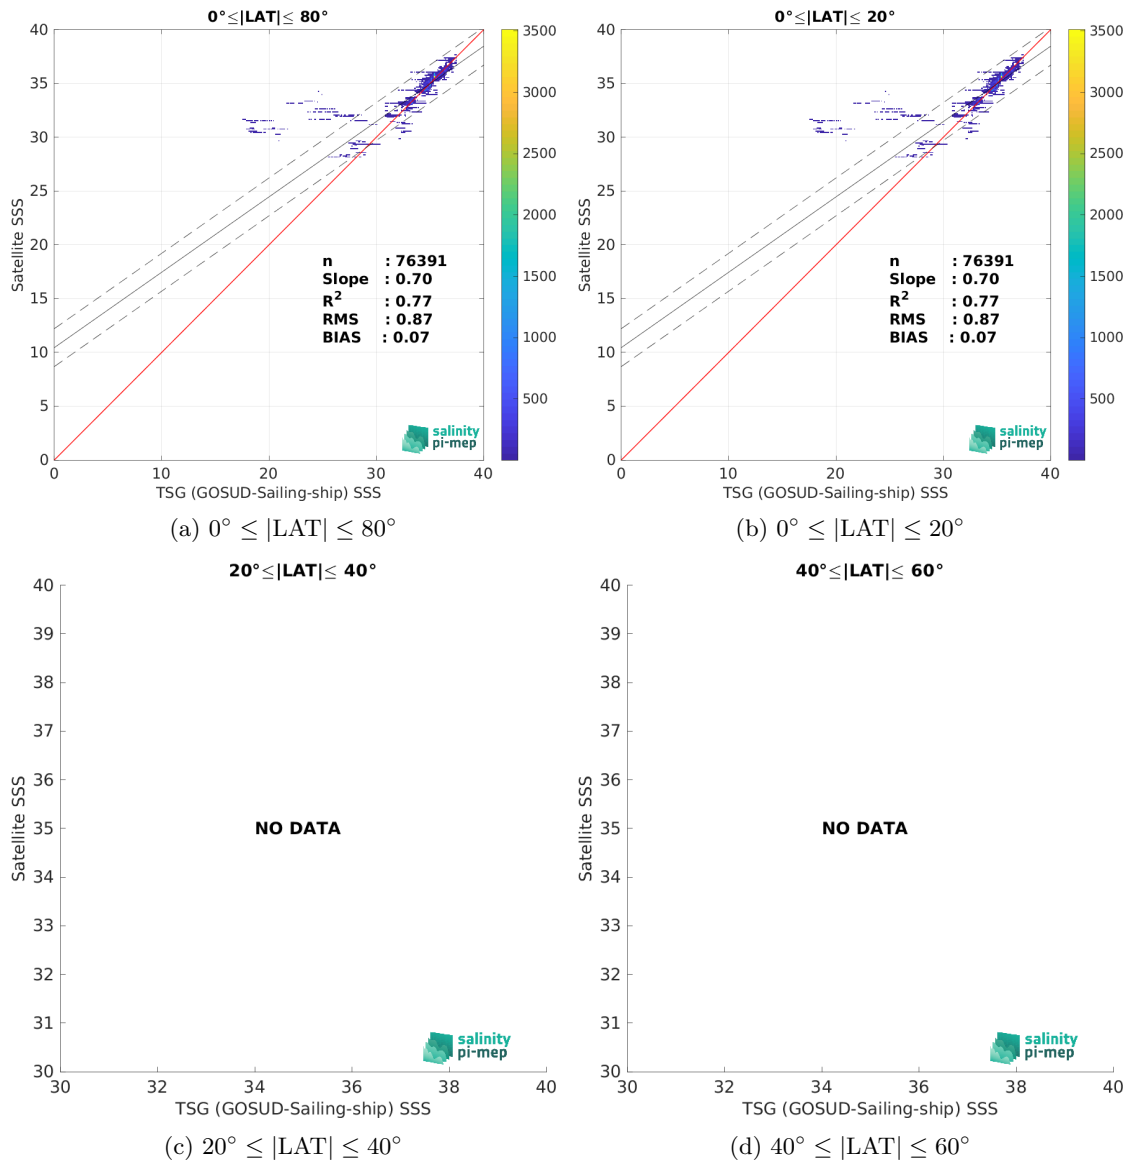 0°≤|LAT|≤ 80°
40
35
30
25
20
15
10
5
0
0
10
20
30
40
Satellite SSS
TSG (GOSUD-Sailing-ship) SSS
n : 76391
Slope : 0.70
R² : 0.77
RMS : 0.87
BIAS : 0.07
salinity
pi-mep
3500
3000
2500
2000
1500
1000
500
(a) 0° ≤ |LAT| ≤ 80°
0°≤|LAT|≤ 20°
40
35
30
25
20
15
10
5
0
0
10
20
30
40
Satellite SSS
TSG (GOSUD-Sailing-ship) SSS
n : 76391
Slope : 0.70
R² : 0.77
RMS : 0.87
BIAS : 0.07
salinity
pi-mep
3500
3000
2500
2000
1500
1000
500
(b) 0° ≤ |LAT| ≤ 20°
20°≤|LAT|≤ 40°
40
39
38
37
36
35
34
33
32
31
30
30
32
34
36
38
40
Satellite SSS
NO DATA
salinity
pi-mep
TSG (GOSUD-Sailing-ship) SSS
(c) 20° ≤ |LAT| ≤ 40°
40°≤|LAT|≤ 60°
40
39
38
37
36
35
34
33
32
31
30
30
32
34
36
38
40
Satellite SSS
NO DATA
salinity
pi-mep
TSG (GOSUD-Sailing-ship) SSS
(d) 40° ≤ |LAT| ≤ 60°